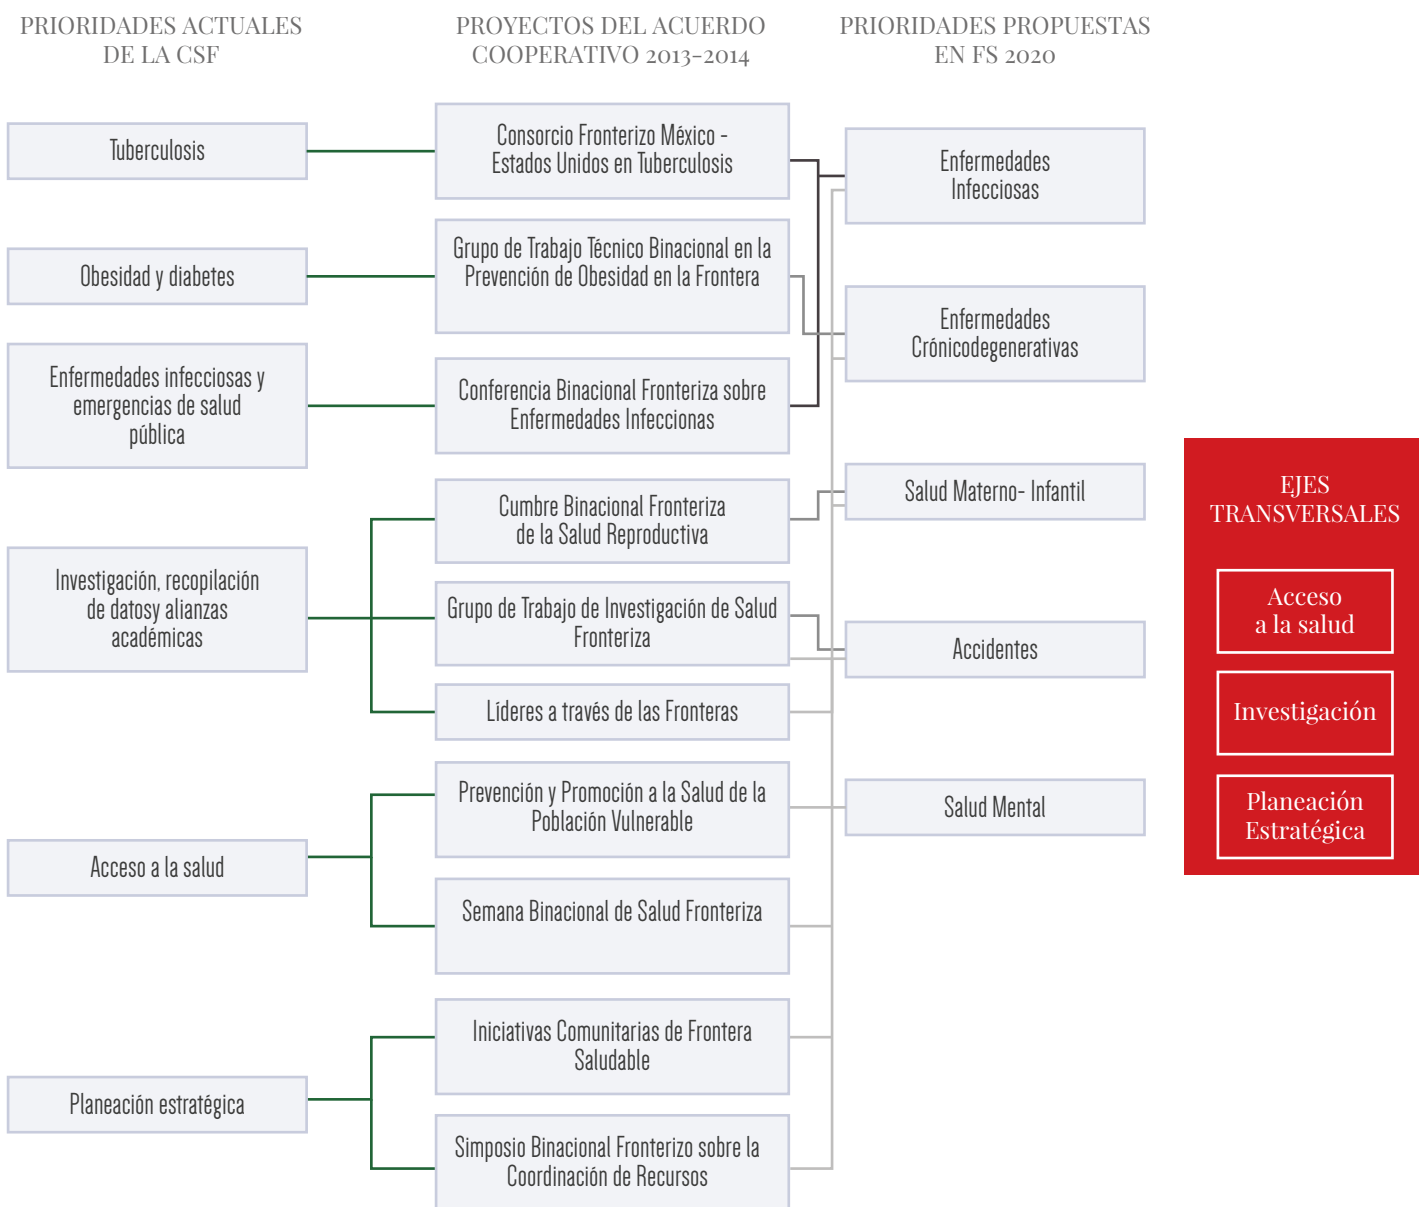 PRIORIDADES ACTUALES
DE LA CSF
Tuberculosis
Obesidad y diabetes
Enfermedades infecciosas y
emergencias de salud
pública
Investigación, recopilación
de datosy alianzas
académicas
Acceso a la salud
Planeación estratégica
PROYECTOS DEL ACUERDO
COOPERATIVO 2013-2014
Consorcio Fronterizo México -
Estados Unidos en Tuberculosis
Grupo de Trabajo Técnico Binacional en la
Prevención de Obesidad en la Frontera
Conferencia Binacional Fronteriza sobre
Enfermedades Infeccionas
Cumbre Binacional Fronteriza
de la Salud Reproductiva
Grupo de Trabajo de Investigación de Salud
Fronteriza
Líderes a través de las Fronteras
Prevención y Promoción a la Salud de la
Población Vulnerable
Semana Binacional de Salud Fronteriza
Iniciativas Comunitarias de Frontera
Saludable
Simposio Binacional Fronterizo sobre la
Coordinación de Recursos
PRIORIDADES PROPUESTAS
EN FS 2020
Enfermedades
Infecciosas
Enfermedades
Crónicodegenerativas
Salud Materno- Infantil
Accidentes
Salud Mental
EJES
TRANSVERSALES
Acceso
a la salud
Investigación
Planeación
Estratégica